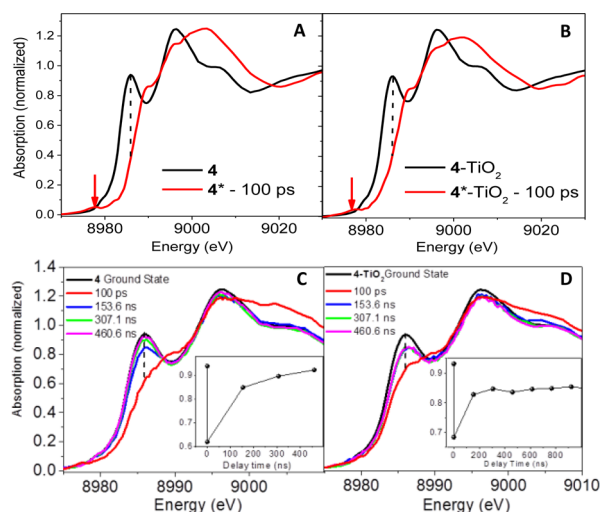 A
B
1.2
1.0
0.8
0.6
0.4
0.2
0.0
Absorption (normalized)
4
4* - 100 ps
4-TiO2
4*-TiO2 - 100 ps
8980 9000 9020
8980 9000 9020
Energy (eV)
Energy (eV)
C
D
1.4
1.2
1.0
0.8
0.6
0.4
0.2
0.0
Absorption (normalized)
4 Ground State
100 ps
153.6 ns
307.1 ns
460.6 ns
0.9
0.8
0.7
0.6
0 200 400
Delay time (ns)
4-TiO2 Ground State
100 ps
153.6 ns
307.1 ns
460.6 ns
0.9
0.8
0.7
0 200 400 600 800
Delay Time (ns)
8980 8990 9000
8980 8990 9000 9010
Energy (eV)
Energy (eV)